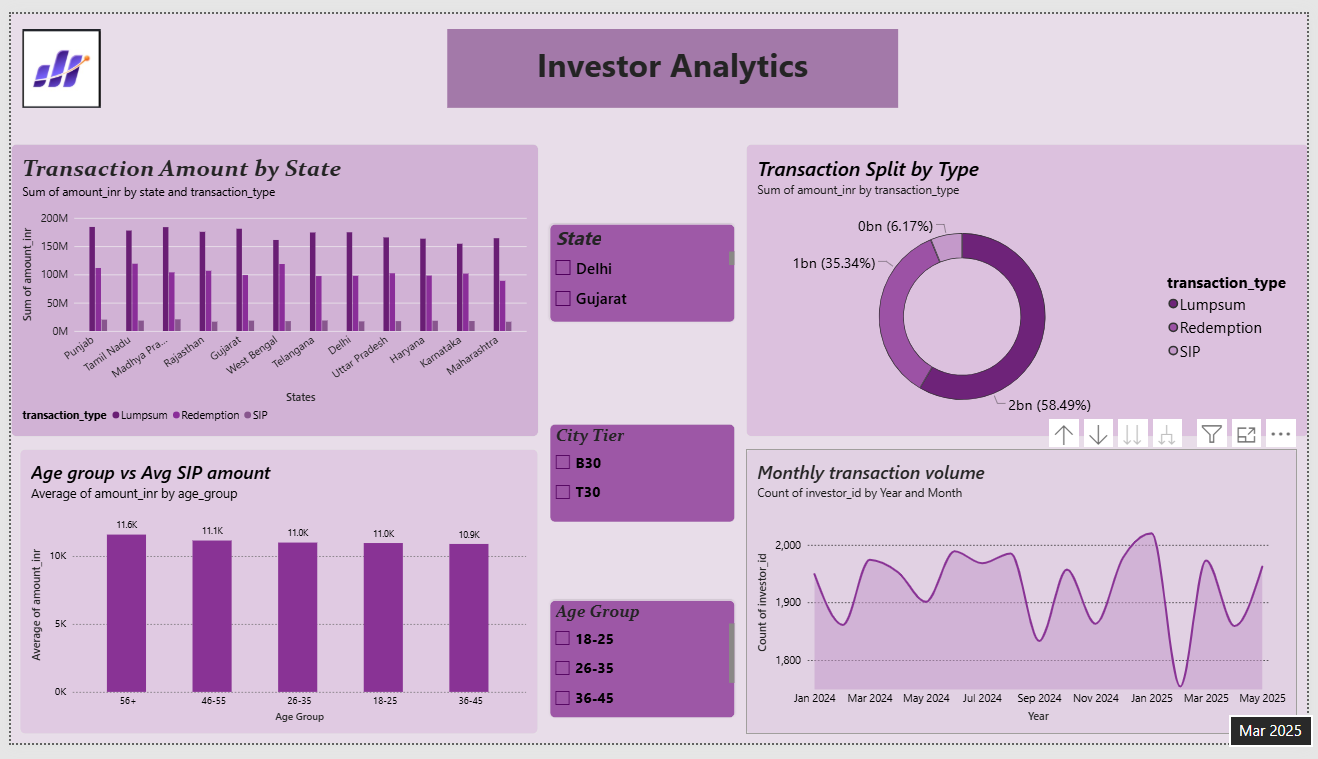 Investor Analytics
Transaction Amount by State
Sum of amount_inr by state and transaction_type
Sum of amount_inr
200M
150M
100M
50M
0M
Punjab
Tamil Nadu
Madhya Pra...
Rajasthan
Gujarat
West Bengal
Telangana
Delhi
Uttar Pradesh
Haryana
Karnataka
Maharashtra
States
transaction_type Lumpsum Redemption SIP
State
Delhi
Gujarat
Transaction Split by Type
Sum of amount_inr by transaction_type
0bn (6.17%)
1bn (35.34%)
2bn (58.49%)
transaction_type
Lumpsum
Redemption
SIP
City Tier
B30
T30
Age group vs Avg SIP amount
Average of amount_inr by age_group
Average of amount_inr
10K
5K
0K
11.6K
11.1K
11.0K
11.0K
10.9K
56+
46-55
26-35
18-25
36-45
Age Group
Age Group
18-25
26-35
36-45
Monthly transaction volume
Count of investor_id by Year and Month
Count of investor_id
2,000
1,900
1,800
Jan 2024
Mar 2024
May 2024
Jul 2024
Sep 2024
Nov 2024
Jan 2025
Mar 2025
May 2025
Year
Mar 2025